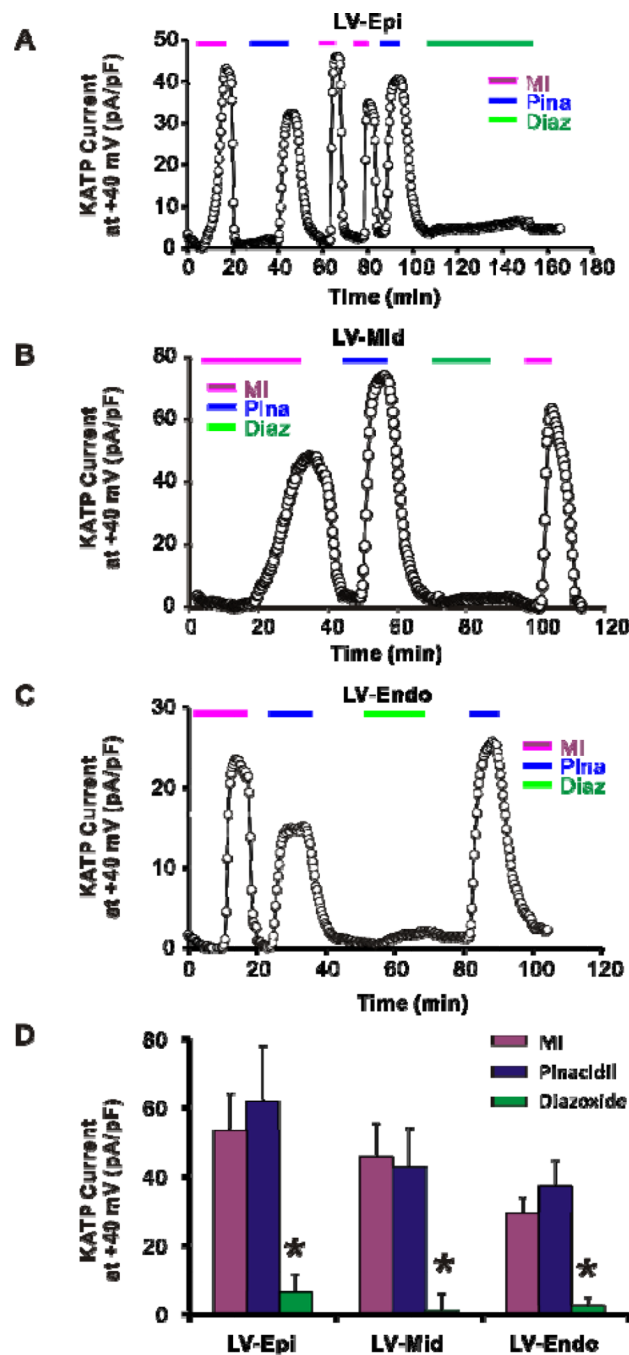 A
LV-Epi
50
40
30
20
10
0
KATP Current
at +40 mV (pA/pF)
MI
Pina
Diaz
0 20 40 60 80 100 120 140 160 180
Time (min)
B
LV-Mid
80
60
40
20
0
KATP Current
at +40 mV (pA/pF)
MI
Pina
Diaz
0 20 40 60 80 100 120
Time (min)
C
LV-Endo
30
20
10
0
KATP Current
at +40 mV (pA/pF)
MI
Pina
Diaz
0 20 40 60 80 100 120
Time (min)
D
80
60
40
20
0
KATP Current
at +40 mV (pA/pF)
MI
Pinacidil
Diazoxide
* * *
LV-Epi LV-Mid LV-Endo